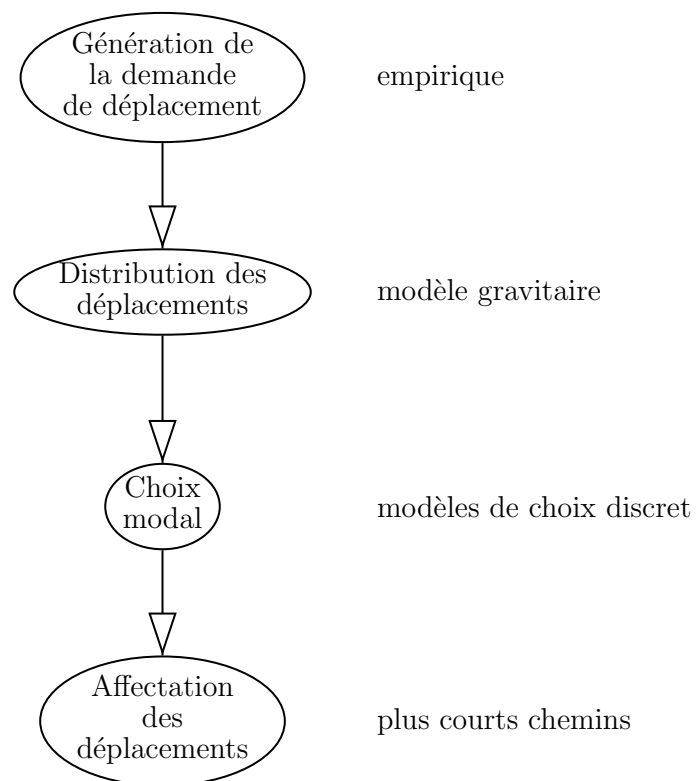 Génération de
la demande
de déplacement
empirique
Distribution des
déplacements
modèle gravitaire
Choix
modal
modèles de choix discret
Affectation
des
déplacements
plus courts chemins